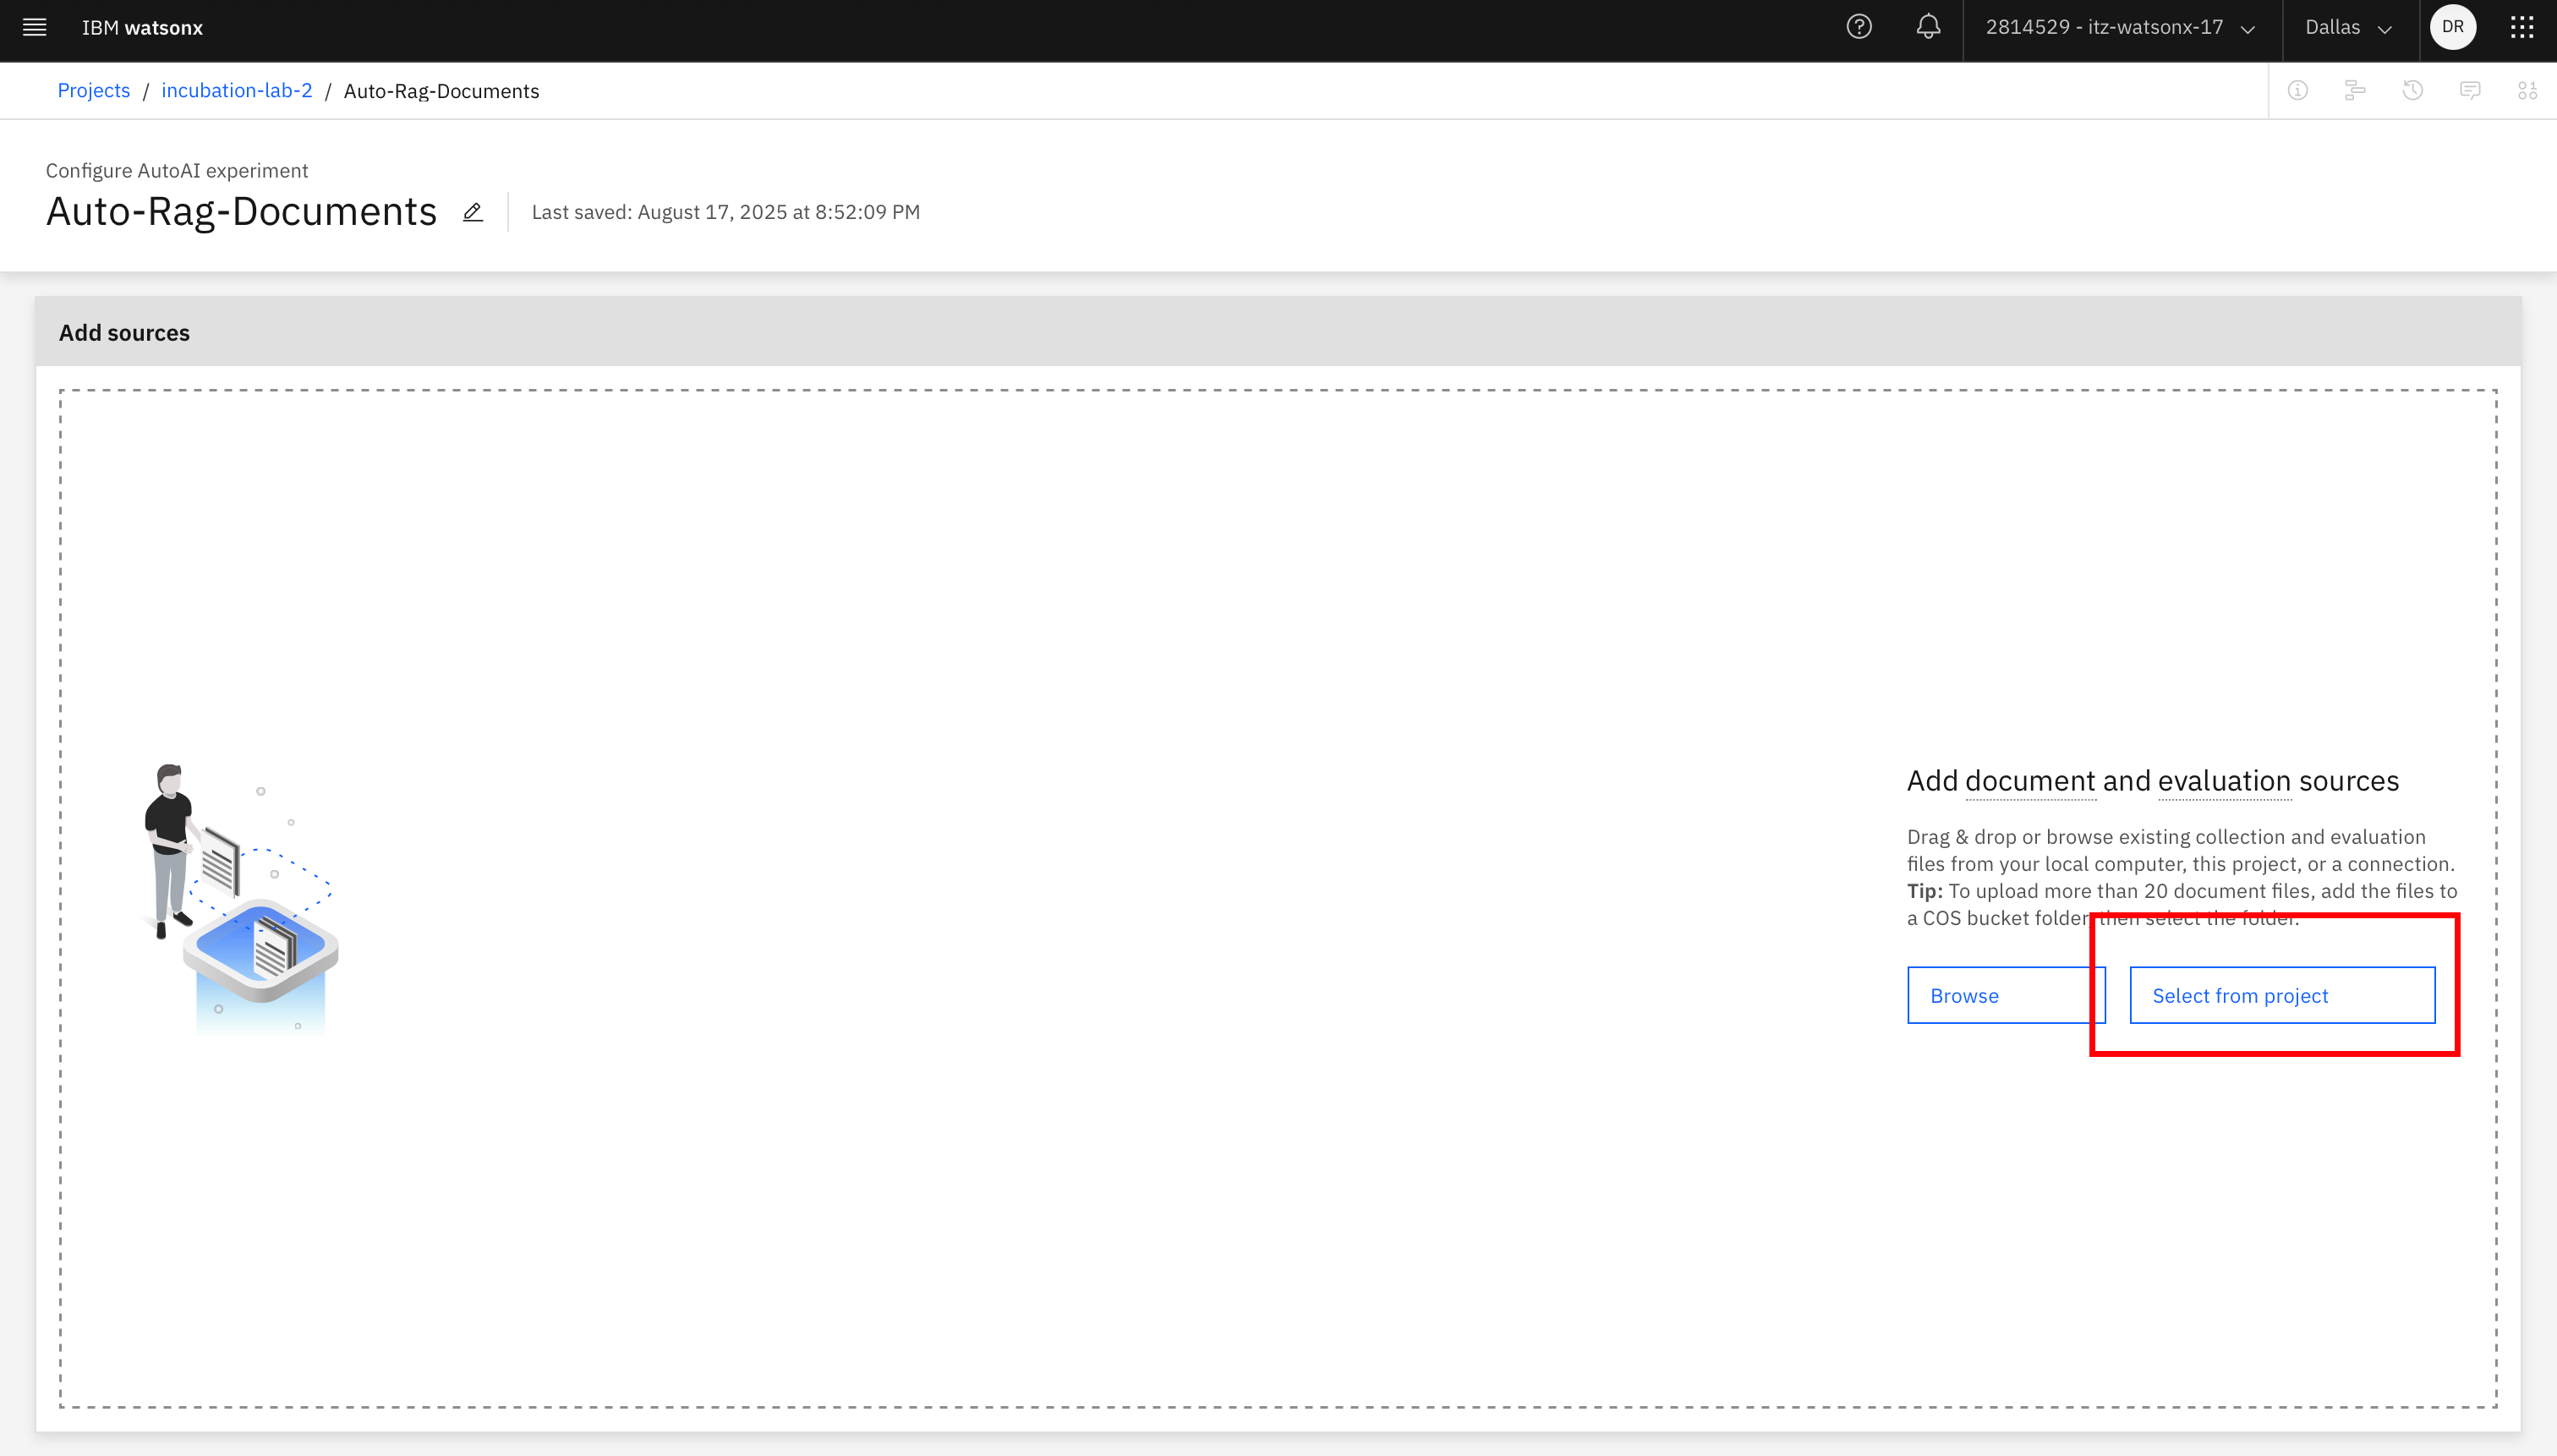 IBM watsonx
2814529 - itz-watsonx-17
Dallas
DR
Projects / incubation-lab-2 / Auto-Rag-Documents
Configure AutoAI experiment
Auto-Rag-Documents
Last saved: August 17, 2025 at 8:52:09 PM
Add sources
Add document and evaluation sources
Drag & drop or browse existing collection and evaluation
files from your local computer, this project, or a connection.
Tip: To upload more than 20 document files, add the files to
a COS bucket folder, then select the folder.
Browse
Select from project